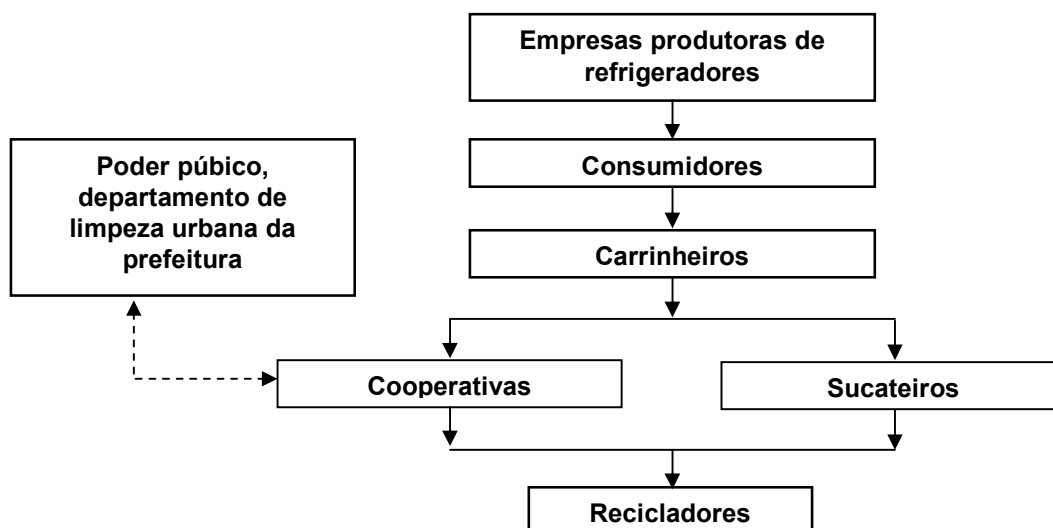 Empresas produtoras de
refrigeradores
Poder púbico,
departamento de
limpeza urbana da
prefeitura
Consumidores
Carrinheiros
Cooperativas
Sucateiros
Recicladores